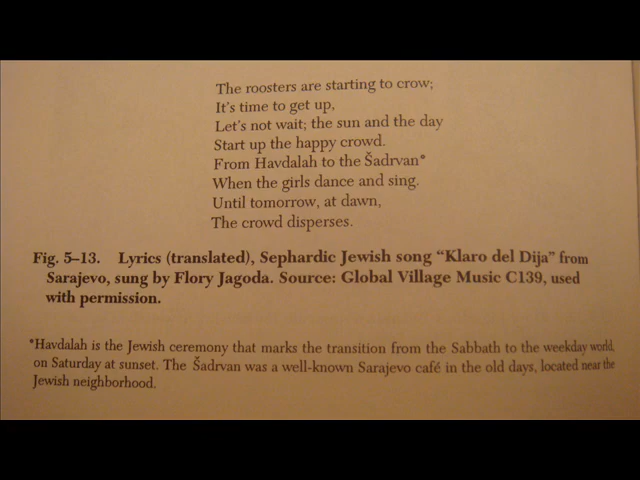 The roosters are starting to crow;
It's time to get up,
Let's not wait; the sun and the day
Start up the happy crowd.
From Havdalah to the Šadrvan*
When the girls dance and sing.
Until tomorrow, at dawn,
The crowd disperses.
Fig. 5–13. Lyrics (translated), Sephardic Jewish song “Klaro del Dija” from
Sarajevo, sung by Flory Jagoda. Source: Global Village Music C139, used
with permission.
*Havdalah is the Jewish ceremony that marks the transition from the Sabbath to the weekday world,
on Saturday at sunset. The Šadrvan was a well-known Sarajevo café in the old days, located near the
Jewish neighborhood.